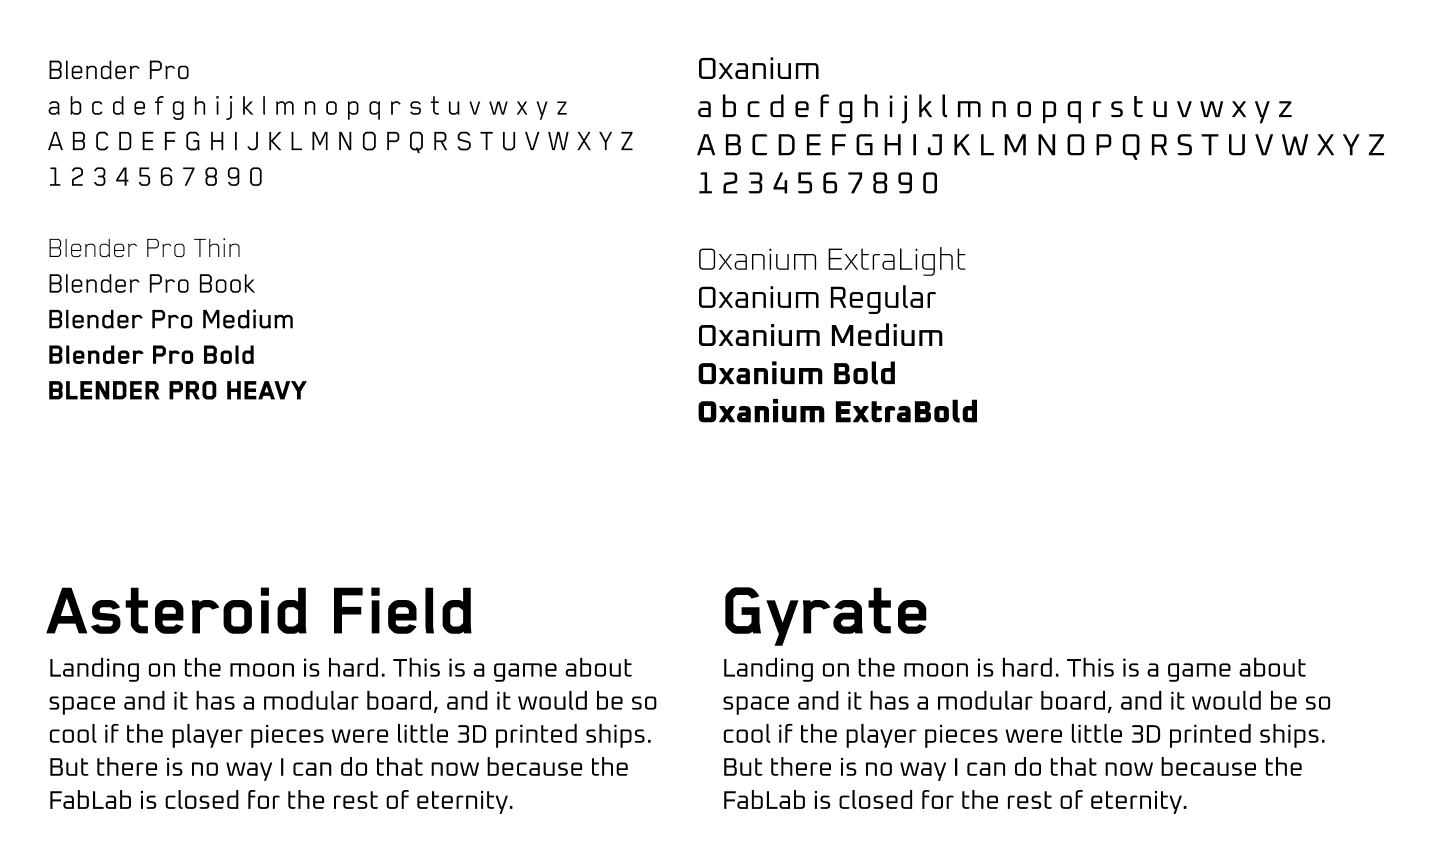 Blender Pro
a b c d e f g h i j k l m n o p q r s t u v w x y z
A B C D E F G H I J K L M N O P Q R S T U V W X Y Z
1 2 3 4 5 6 7 8 9 0
Blender Pro Thin
Blender Pro Book
Blender Pro Medium
Blender Pro Bold
BLENDER PRO HEAVY
Oxanium
a b c d e f g h i j k l m n o p q r s t u v w x y z
A B C D E F G H I J K L M N O P Q R S T U V W X Y Z
1 2 3 4 5 6 7 8 9 0
Oxanium ExtraLight
Oxanium Regular
Oxanium Medium
Oxanium Bold
Oxanium ExtraBold
Asteroid Field
Landing on the moon is hard. This is a game about
space and it has a modular board, and it would be so
cool if the player pieces were little 3D printed ships.
But there is no way I can do that now because the
FabLab is closed for the rest of eternity.
Gyrate
Landing on the moon is hard. This is a game about
space and it has a modular board, and it would be so
cool if the player pieces were little 3D printed ships.
But there is no way I can do that now because the
FabLab is closed for the rest of eternity.